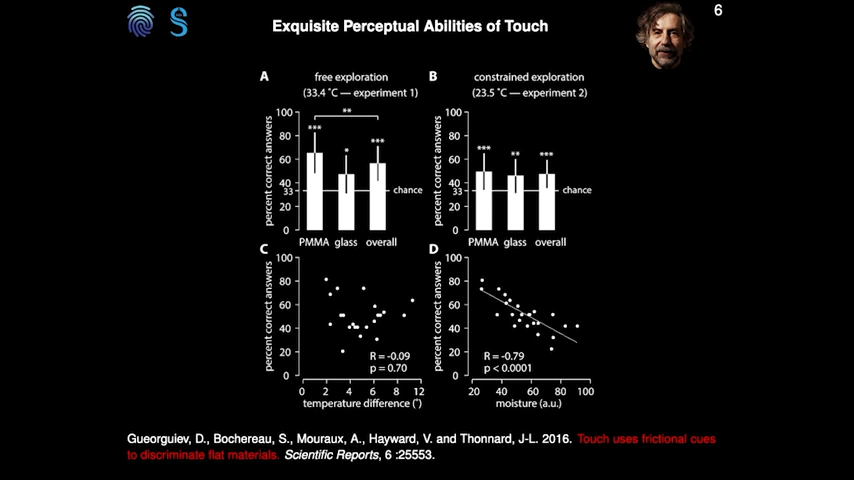 Exquisite Perceptual Abilities of Touch
6
A
free exploration
(33.4 ˚C — experiment 1)
percent correct answers
100
80
60
40
33
20
0
**
***
*
***
chance
PMMA glass overall
B
constrained exploration
(23.5 ˚C — experiment 2)
percent correct answers
100
80
60
40
33
20
0
***
**
***
chance
PMMA glass overall
C
percent correct answers
100
80
60
40
20
0
R = -0.09
p = 0.70
0 2 4 6 8 10 12
temperature difference (˚)
D
percent correct answers
100
80
60
40
20
0
R = -0.79
p < 0.0001
20 40 60 80 100
moisture (a.u.)
Gueorguiev, D., Bochereau, S., Mouraux, A., Hayward, V. and Thonnard, J-L. 2016. Touch uses frictional cues
to discriminate flat materials. Scientific Reports, 6 :25553.